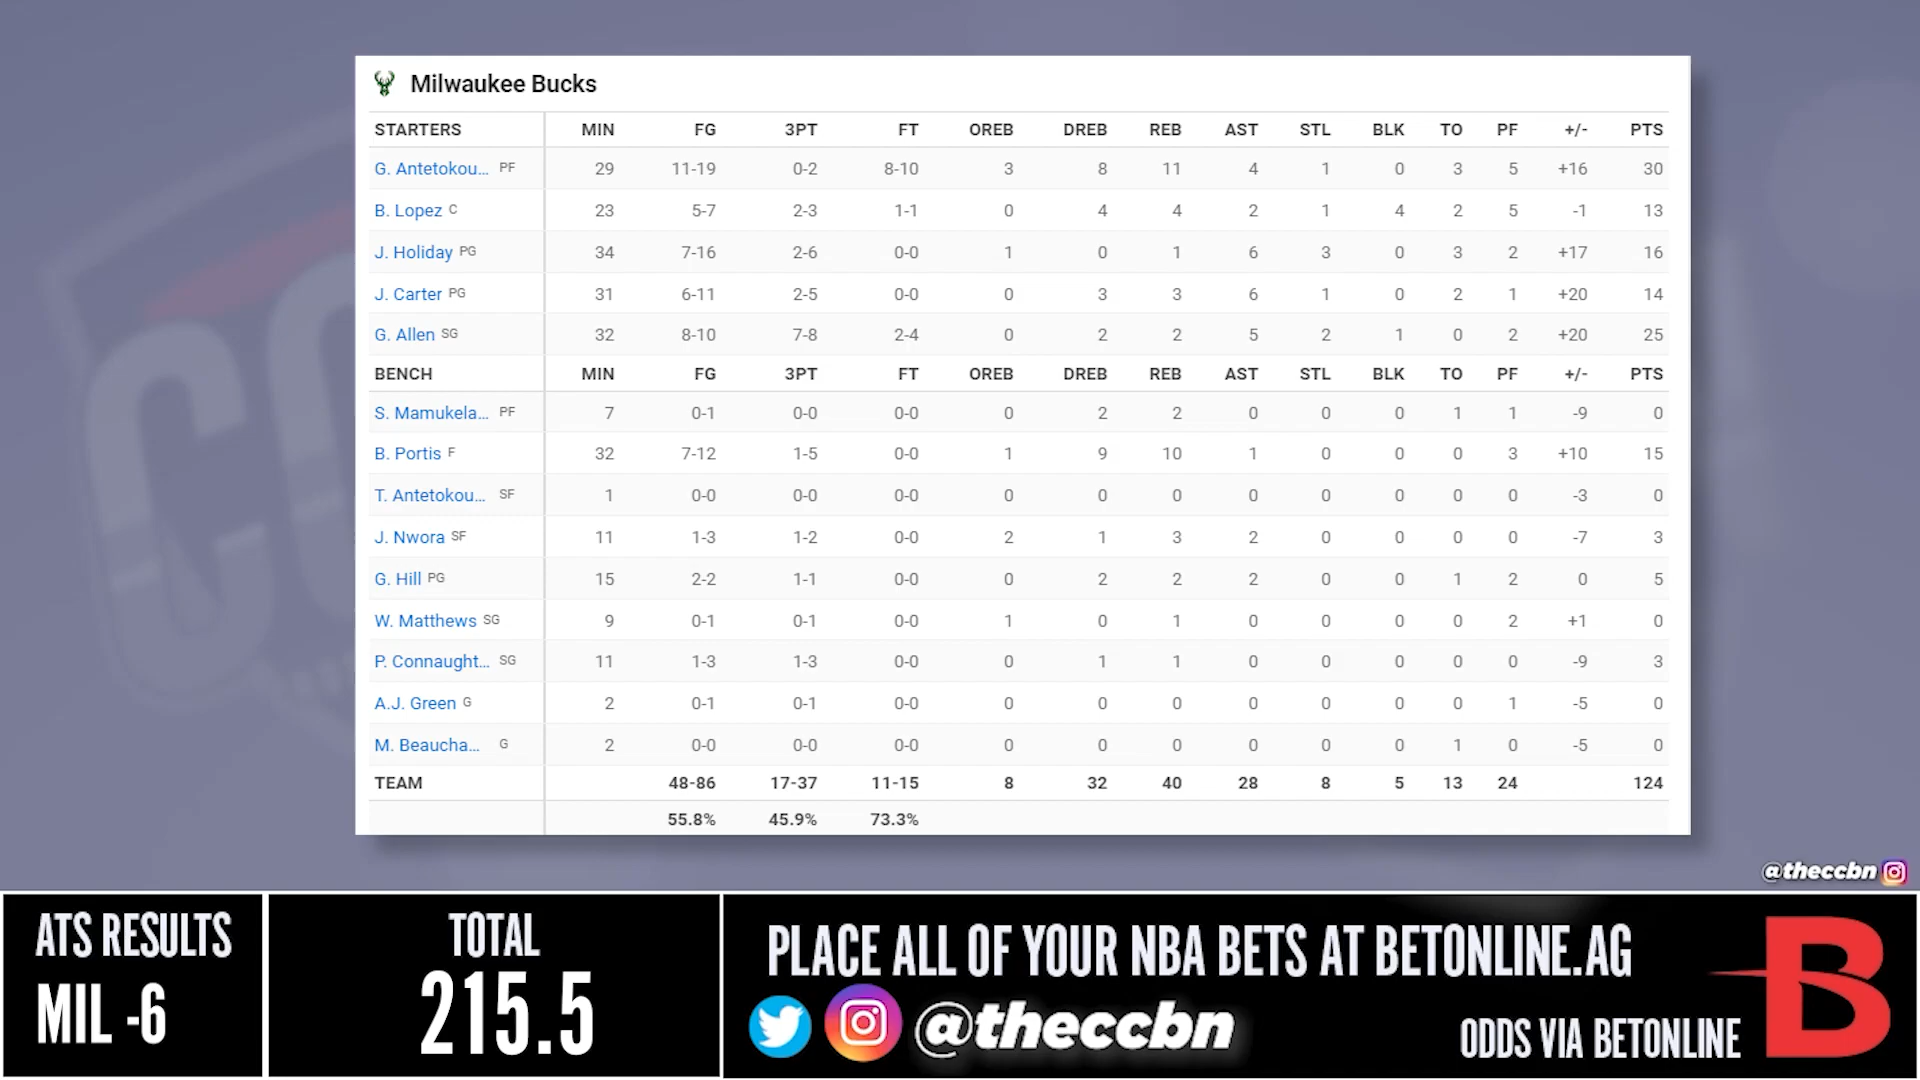 Milwaukee Bucks
STARTERS MIN FG 3PT FT OREB DREB REB AST STL BLK TO PF +/- PTS
G. Antetokou... PF 29 11-19 0-2 8-10 3 8 11 4 1 0 3 5 +16 30
B. Lopez C 23 5-7 2-3 1-1 0 4 4 2 1 4 2 5 -1 13
J. Holiday PG 34 7-16 2-6 0-0 1 0 1 6 3 0 3 2 +17 16
J. Carter PG 31 6-11 2-5 0-0 0 3 3 6 1 0 2 1 +20 14
G. Allen SG 32 8-10 7-8 2-4 0 2 2 5 2 1 0 2 +20 25
BENCH MIN FG 3PT FT OREB DREB REB AST STL BLK TO PF +/- PTS
S. Mamukela... PF 7 0-1 0-0 0-0 0 2 2 0 0 0 1 1 -9 0
B. Portis F 32 7-12 1-5 0-0 1 9 10 1 0 0 0 3 +10 15
T. Antetokou... SF 1 0-0 0-0 0-0 0 0 0 0 0 0 0 0 -3 0
J. Nwora SF 11 1-3 1-2 0-0 2 1 3 2 0 0 0 0 -7 3
G. Hill PG 15 2-2 1-1 0-0 0 2 2 2 0 0 1 2 0 5
W. Matthews SG 9 0-1 0-1 0-0 1 0 1 0 0 0 0 2 +1 0
P. Connaught... SG 11 1-3 1-3 0-0 0 1 1 0 0 0 0 0 -9 3
A.J. Green G 2 0-1 0-1 0-0 0 0 0 0 0 0 0 1 -5 0
M. Beaucha... G 2 0-0 0-0 0-0 0 0 0 0 0 0 1 0 -5 0
TEAM 48-86 17-37 11-15 8 32 40 28 8 5 13 24 124
55.8% 45.9% 73.3%
@theccbn
ATS RESULTS
MIL -6
TOTAL
215.5
PLACE ALL OF YOUR NBA BETS AT BETONLINE.AG
@theccbn
ODDS VIA BETONLINE
B